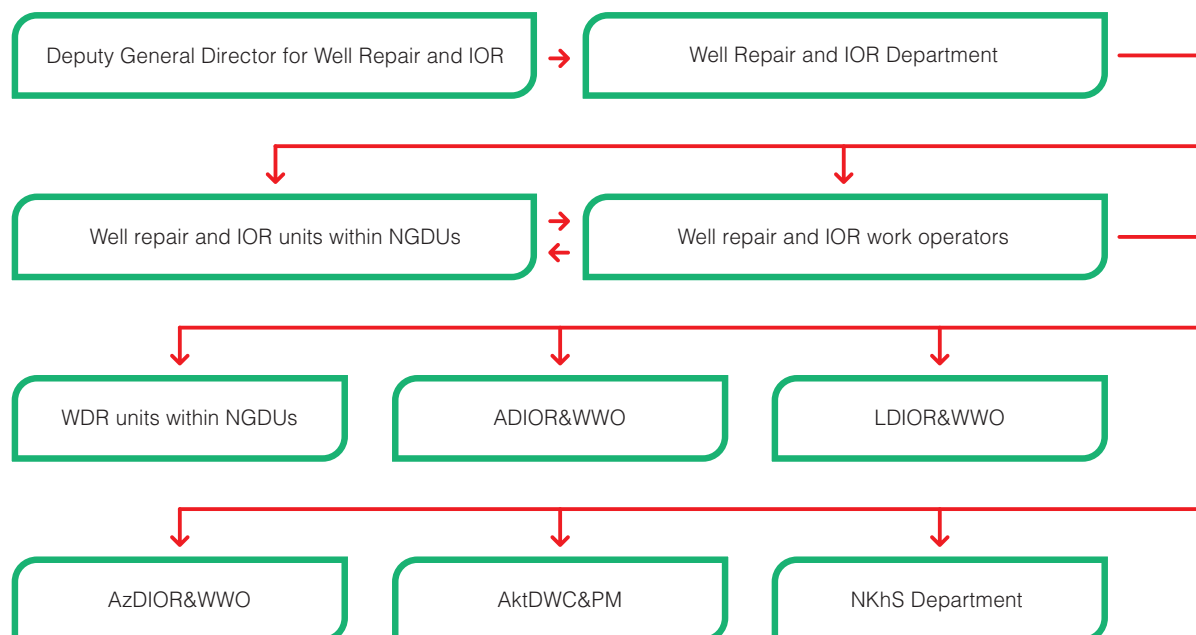 Deputy General Director for Well Repair and IOR
Well Repair and IOR Department
Well repair and IOR units within NGDUs
Well repair and IOR work operators
WDR units within NGDUs
ADIOR&WWO
LDIOR&WWO
AzDIOR&WWO
AktDWC&PM
NKhS Department